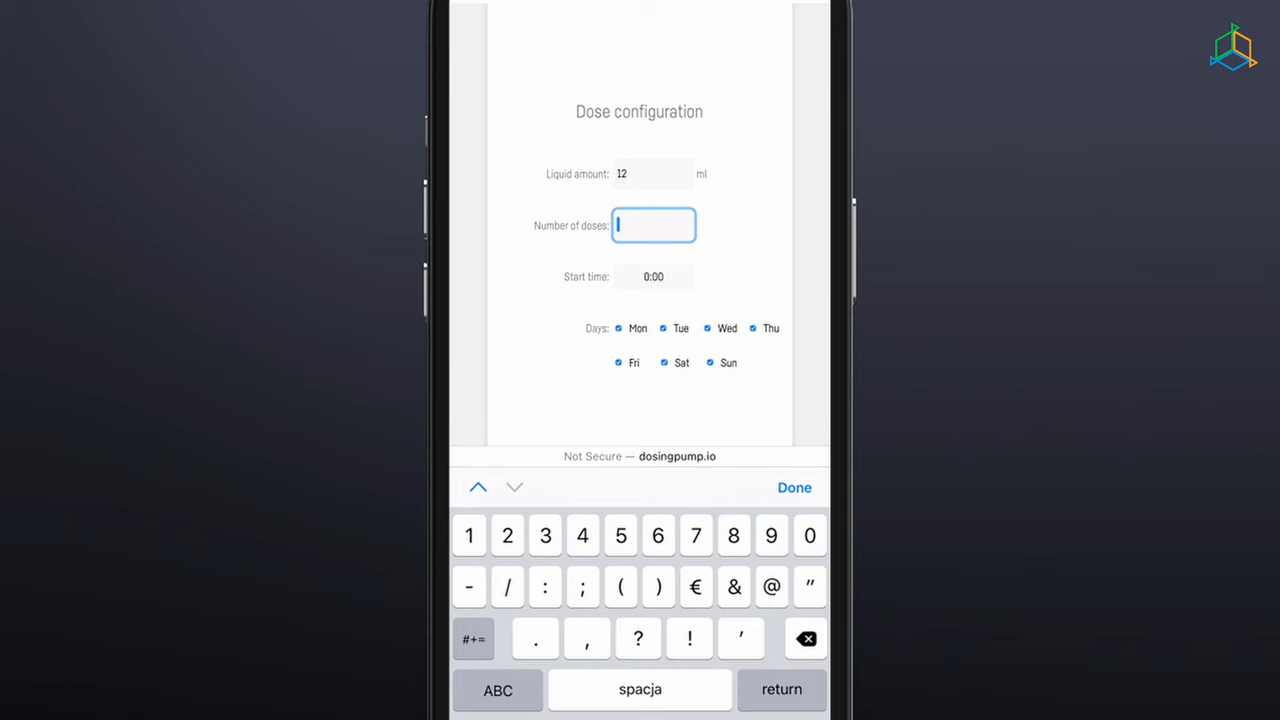 Dose configuration
Liquid amount: 12 ml
Number of doses:
Start time: 0:00
Days: Mon Tue Wed Thu
Fri Sat Sun
Not Secure — dosingpump.io
Done
1 2 3 4 5 6 7 8 9 0
- / : ; ( ) € & @ "
#+= . , ? ! '
ABC spacja return